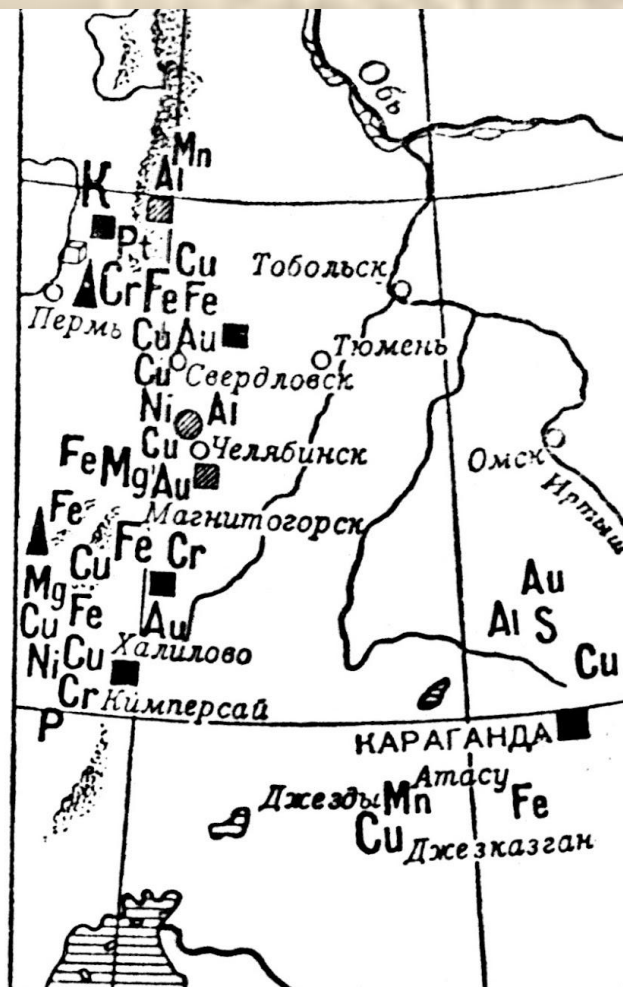 Обь
Mn
Al
К
Pt
Cu
Cr Fe Fe
Тобольск
Пермь
Cu Au
Тюмень
Cu
Свердловск
Ni Al
Cu
Челябинск
Омск
Fe Mg Au
Иртыш
Магнитогорск
Fe
Fe Cr
Cu
Mg
Au
Cu Fe
Au
Al S
Халилово
Ni Cu
Cu
Cr Кимперсай
P
КАРАГАНДА
Атасу
Джезды Mn Fe
Cu Джезказган